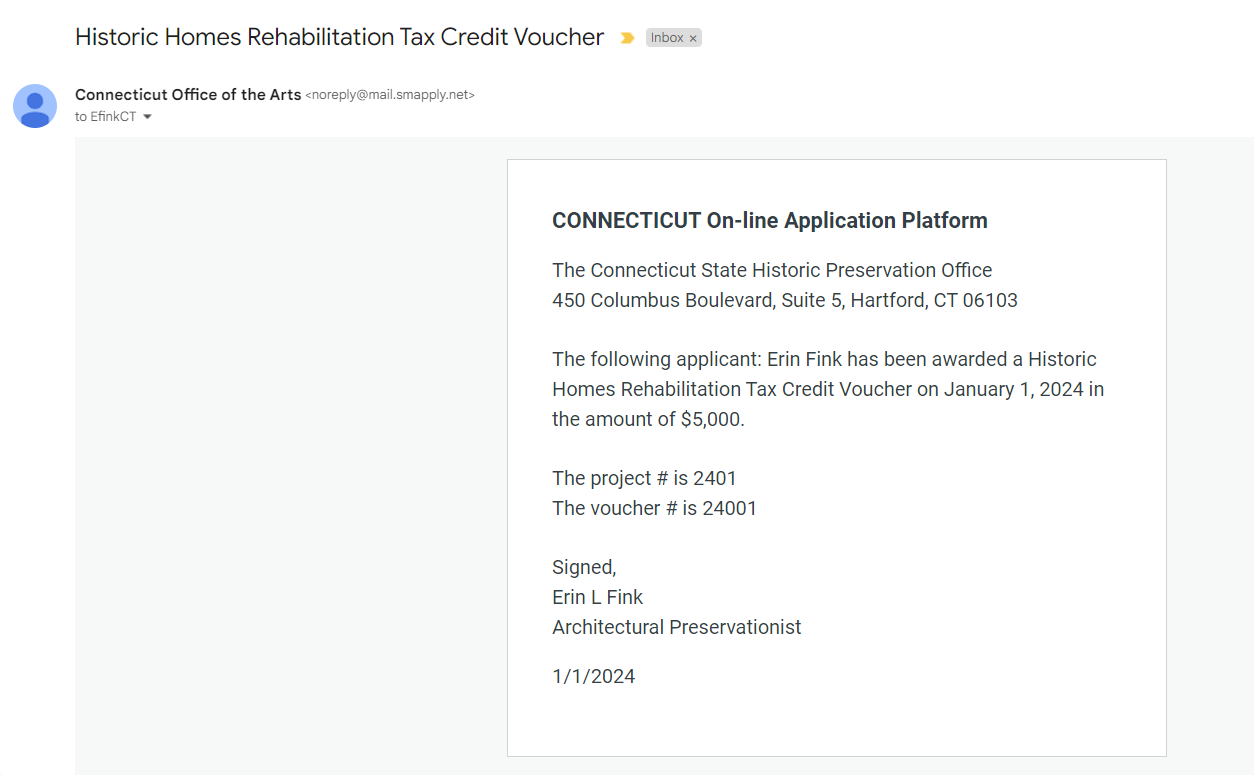 Historic Homes Rehabilitation Tax Credit Voucher Inbox ×
Connecticut Office of the Arts <noreply@mail.smapply.net>
to EfinkCT
CONNECTICUT On-line Application Platform
The Connecticut State Historic Preservation Office
450 Columbus Boulevard, Suite 5, Hartford, CT 06103
The following applicant: Erin Fink has been awarded a Historic
Homes Rehabilitation Tax Credit Voucher on January 1, 2024 in
the amount of $5,000.
The project # is 2401
The voucher # is 24001
Signed,
Erin L Fink
Architectural Preservationist
1/1/2024